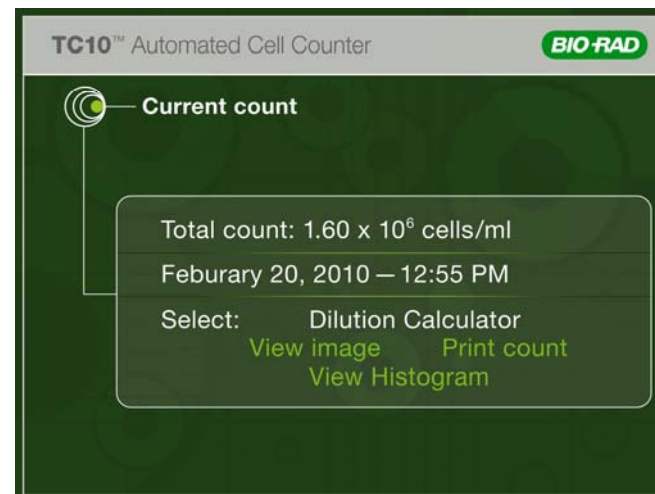 TC10™ Automated Cell Counter BIO-RAD
Current count
Total count: 1.60 x 10⁶ cells/ml
Feburary 20, 2010 — 12:55 PM
Select: Dilution Calculator
View image Print count
View Histogram